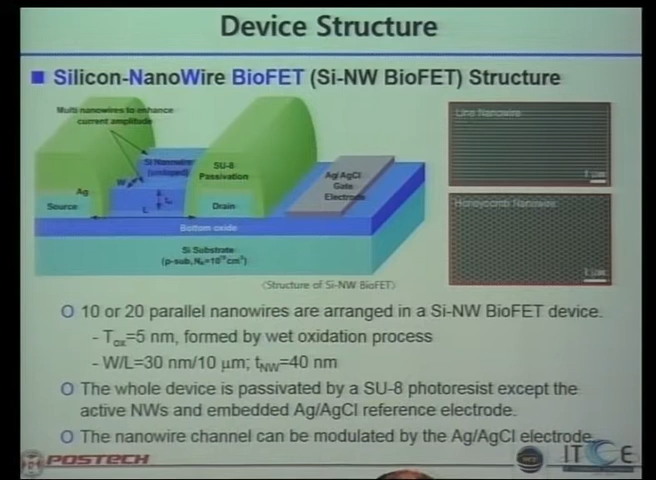 Device Structure
Silicon-NanoWire BioFET (Si-NW BioFET) Structure
Multi nanowires to enhance
current amplitude
Si Nanowire
(undoped)
SU-8
Passivation
Ag/AgCl
Gate
Electrode
W
Ag
Source
L
Drain
Bottom oxide
Si Substrate
Line Nanowire
1 μm
Honeycomb Nanowire
1 μm
<Structure of Si-NW BioFET>
O 10 or 20 parallel nanowires are arranged in a Si-NW BioFET device.
- Tox=5 nm, formed by wet oxidation process
- W/L=30 nm/10 μm; tNW=40 nm
O The whole device is passivated by a SU-8 photoresist except the
active NWs and embedded Ag/AgCl reference electrode.
O The nanowire channel can be modulated by the Ag/AgCl electrode.
POSTECH